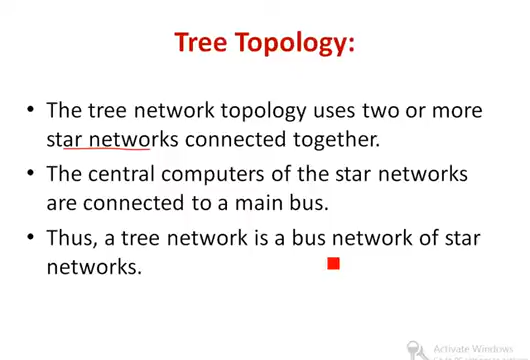 Tree Topology:
• The tree network topology uses two or more
star networks connected together.
• The central computers of the star networks
are connected to a main bus.
• Thus, a tree network is a bus network of star
networks.
Activate Windows